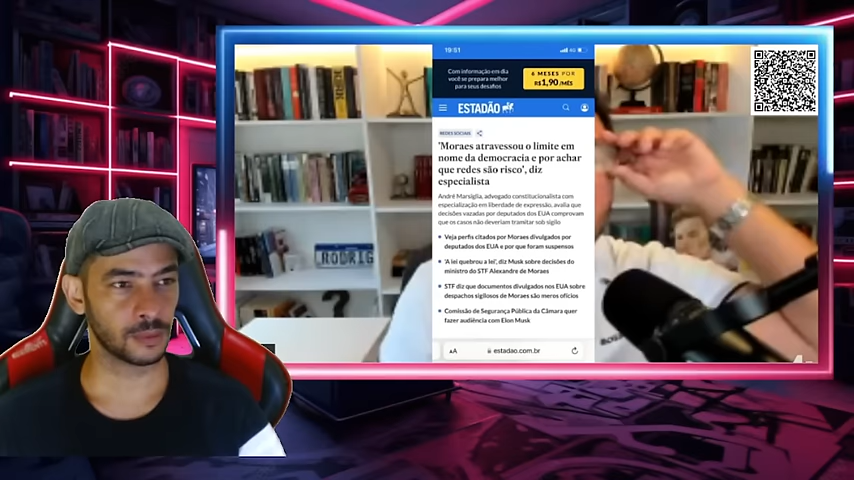 19:51
4G
Com informação em dia
você se prepara melhor
para seus desafios
6 MESES POR
R$1,90/MÊS
ESTADÃO
REDES SOCIAIS
'Moraes atravessou o limite em
nome da democracia e por achar
que redes são risco', diz
especialista
André Marsiglia, advogado constitucionalista com
especialização em liberdade de expressão, avalia que
decisões vazadas por deputados dos EUA comprovam
que os casos não deveriam tramitar sob sigilo
Veja perfis citados por Moraes divulgados por
deputados dos EUA e por que foram suspensos
'A lei quebrou a lei', diz Musk sobre decisões do
ministro do STF Alexandre de Moraes
STF diz que documentos divulgados nos EUA sobre
despachos sigilosos de Moraes são meros ofícios
Comissão de Segurança Pública da Câmara quer
fazer audiência com Elon Musk
AA
estadao.com.br
RODRIG